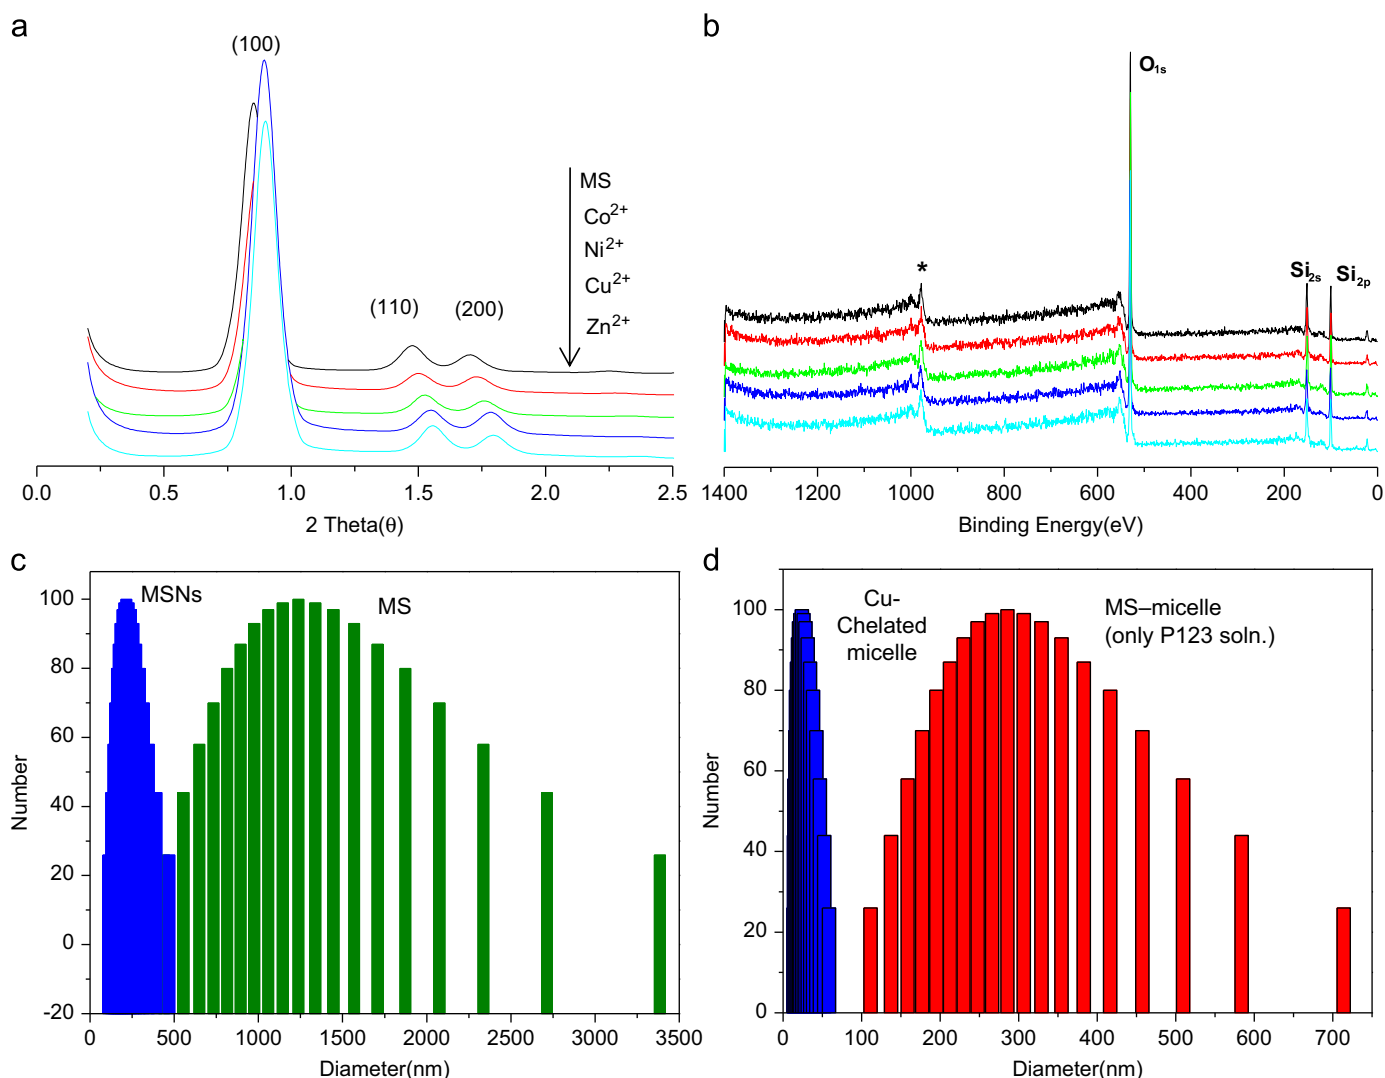 a
(100)
(110)
(200)
MS
Co²⁺
Ni²⁺
Cu²⁺
Zn²⁺
0.0 0.5 1.0 1.5 2.0 2.5
2 Theta(θ)
b
O₁ₛ
*
Si₂ₛ
Si₂ₚ
1400 1200 1000 800 600 400 200 0
Binding Energy(eV)
c
MSNs
MS
100
80
60
40
20
0
-20
Number
0 500 1000 1500 2000 2500 3000 3500
Diameter(nm)
d
Cu-
Chelated
micelle
MS–micelle
(only P123 soln.)
100
80
60
40
20
0
Number
0 100 200 300 400 500 600 700
Diameter(nm)